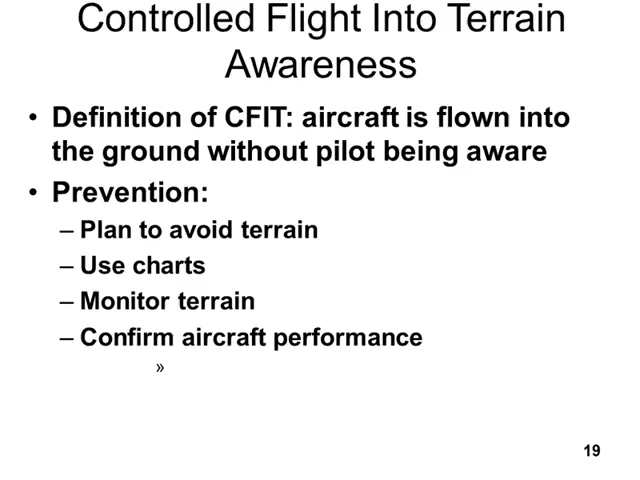 Controlled Flight Into Terrain
Awareness
• Definition of CFIT: aircraft is flown into
the ground without pilot being aware
• Prevention:
– Plan to avoid terrain
– Use charts
– Monitor terrain
– Confirm aircraft performance
»
19